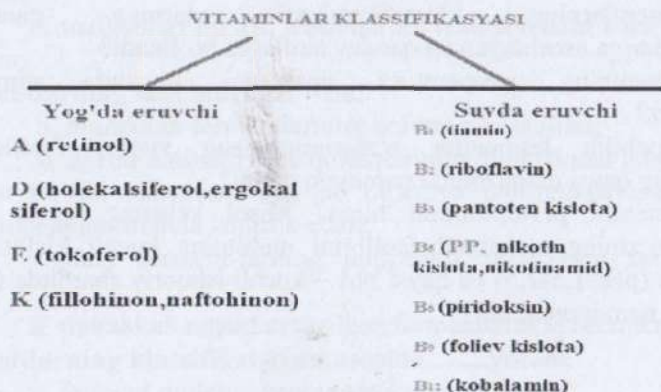 VITAMINLAR KLASSIFIKASYASI
Yog'da eruvchi
A (retinol)
D (holekalsiferol,ergokal
siferol)
E (tokoferol)
K (fillohinon,naftohinon)
Suvda eruvchi
(tiamin)
B₂ (riboflavin)
B₃ (pantoten kislota)
B₅ (PP, nikotin
kislota,nikotinamid)
B₆ (piridoksin)
B₉ (foliev kislota)
B₁₂ (kobalamin)